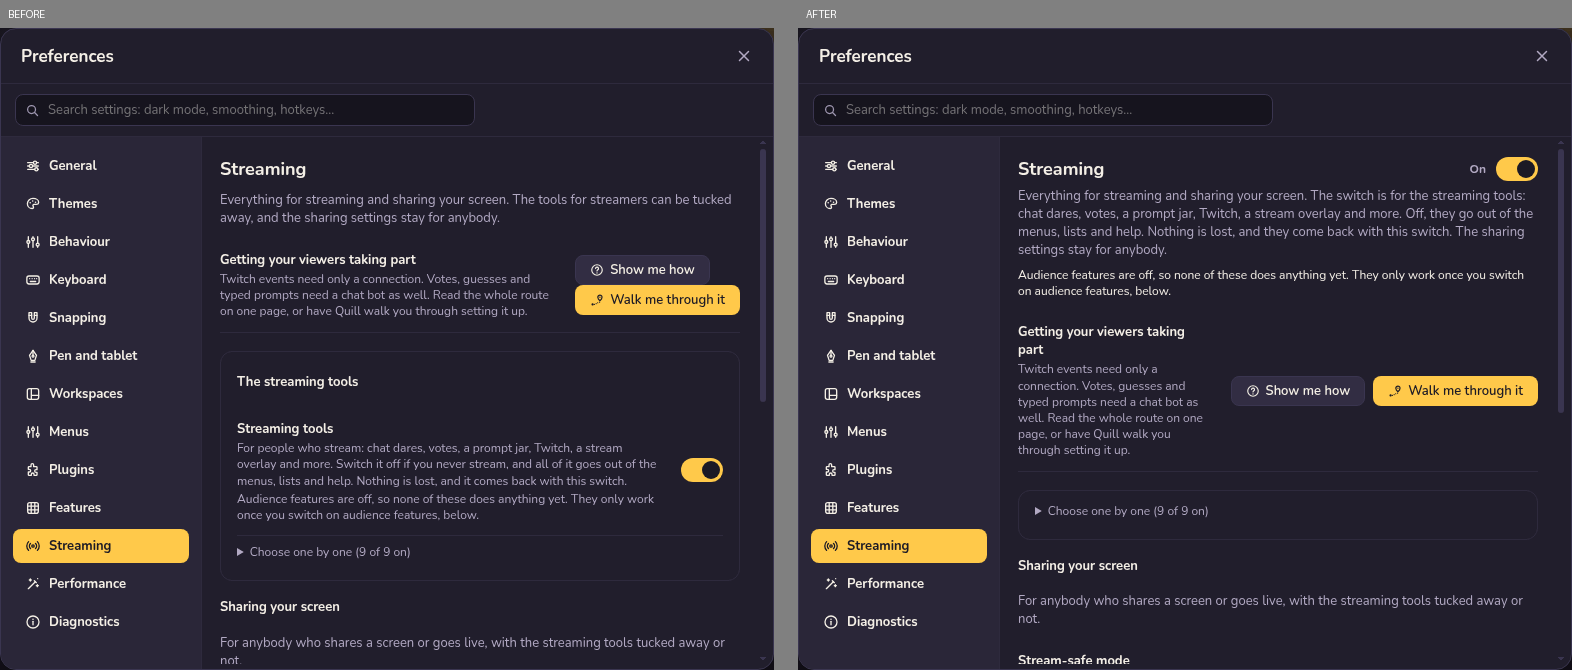 BEFORE
Preferences
Search settings: dark mode, smoothing, hotkeys...
General
Themes
Behaviour
Keyboard
Snapping
Pen and tablet
Workspaces
Menus
Plugins
Features
Streaming
Performance
Diagnostics
Streaming
Everything for streaming and sharing your screen. The tools for streamers can be tucked
away, and the sharing settings stay for anybody.
Getting your viewers taking part
Twitch events need only a connection. Votes, guesses and
typed prompts need a chat bot as well. Read the whole route
on one page, or have Quill walk you through setting it up.
Show me how
Walk me through it
The streaming tools
Streaming tools
For people who stream: chat dares, votes, a prompt jar, Twitch, a stream
overlay and more. Switch it off if you never stream, and all of it goes out of the
menus, lists and help. Nothing is lost, and it comes back with this switch.
Audience features are off, so none of these does anything yet. They only work
once you switch on audience features, below.
Choose one by one (9 of 9 on)
Sharing your screen
For anybody who shares a screen or goes live, with the streaming tools tucked away or
not.
AFTER
Preferences
Search settings: dark mode, smoothing, hotkeys...
General
Themes
Behaviour
Keyboard
Snapping
Pen and tablet
Workspaces
Menus
Plugins
Features
Streaming
Performance
Diagnostics
Streaming
On
Everything for streaming and sharing your screen. The switch is for the streaming tools:
chat dares, votes, a prompt jar, Twitch, a stream overlay and more. Off, they go out of the
menus, lists and help. Nothing is lost, and they come back with this switch. The sharing
settings stay for anybody.
Audience features are off, so none of these does anything yet. They only work once you switch
on audience features, below.
Getting your viewers taking
part
Twitch events need only a
connection. Votes, guesses and
typed prompts need a chat bot as
well. Read the whole route on one
page, or have Quill walk you
through setting it up.
Show me how
Walk me through it
Choose one by one (9 of 9 on)
Sharing your screen
For anybody who shares a screen or goes live, with the streaming tools tucked away or
not.
Stream-safe mode